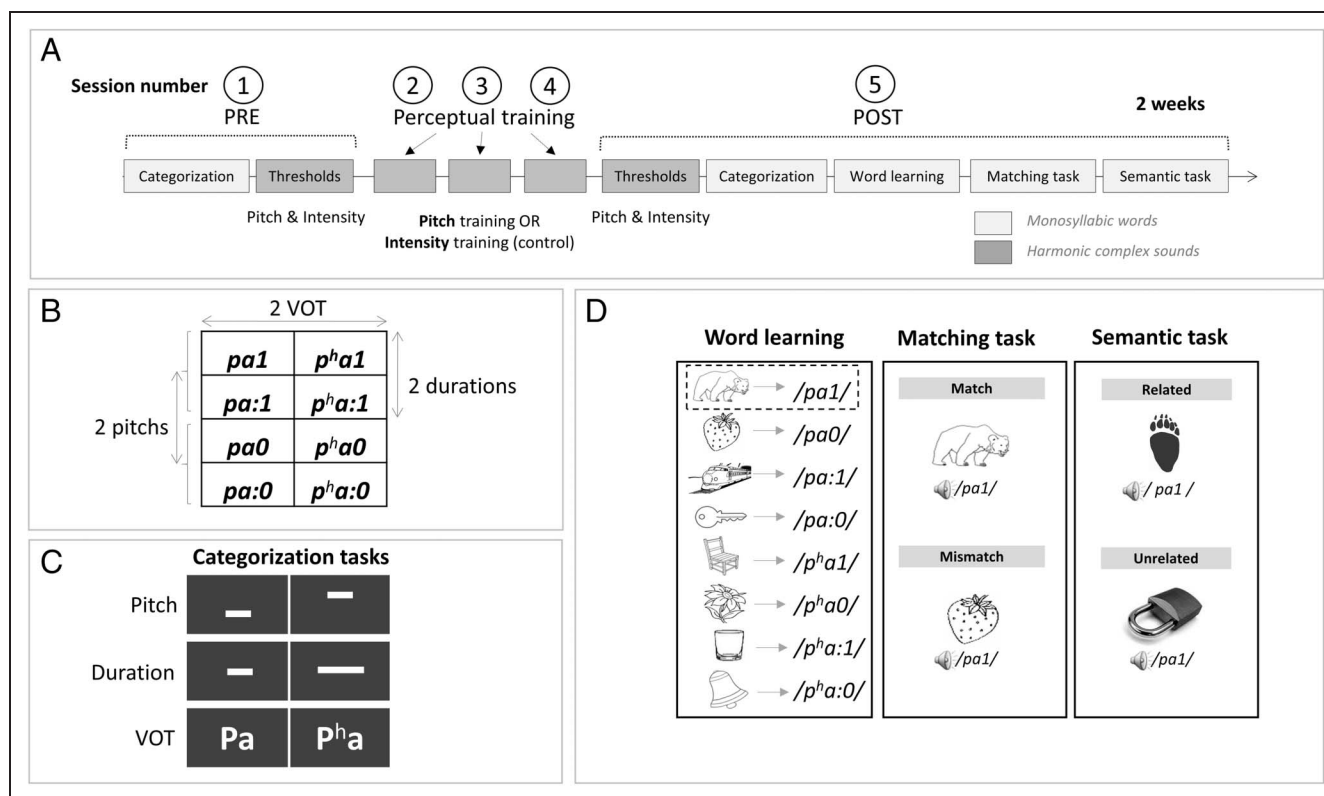 A
Session number 1 2 3 4 5
PRE Perceptual training POST 2 weeks
Categorization Thresholds Thresholds Categorization Word learning Matching task Semantic task
Pitch & Intensity Pitch training OR Pitch & Intensity Monosyllabic words
Intensity training (control) Harmonic complex sounds
B
2 VOT
pa1 pʰa1
pa:1 pʰa:1
pa0 pʰa0
pa:0 pʰa:0
2 durations
2 pitchs
C
Categorization tasks
Pitch
Duration
VOT Pa Pʰa
D
Word learning
/pa1/
/pa0/
/pa:1/
/pa:0/
/pʰa1/
/pʰa0/
/pʰa:1/
/pʰa:0/
Matching task
Match
/pa1/
Mismatch
/pa1/
Semantic task
Related
/ pa1 /
Unrelated
/pa1/